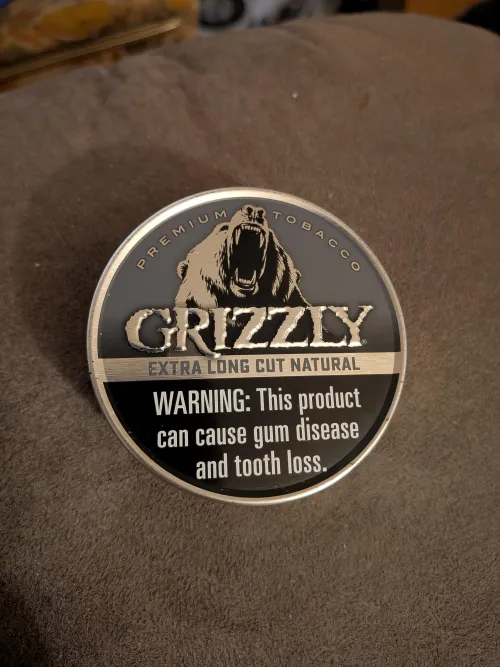 PREMIUM TOBACCO
GRIZZLY
EXTRA LONG CUT NATURAL
WARNING: This product
can cause gum disease
and tooth loss.